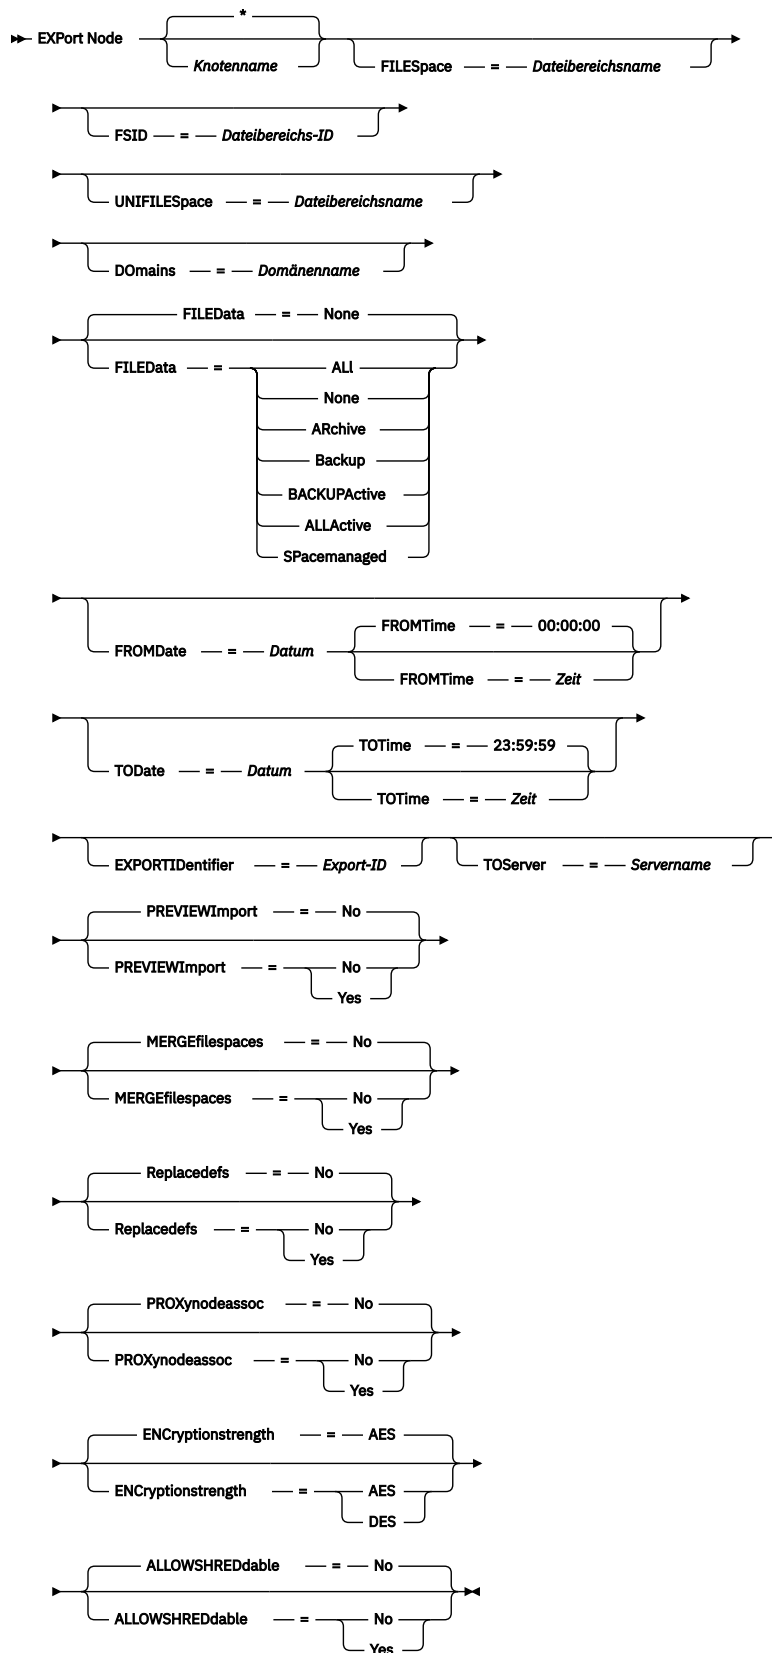 *
EXPort Node
Knotenname
FILESpace = Dateibereichsname
FSID = Dateibereichs-ID
UNIFILESpace = Dateibereichsname
DOmains = Domänenname
FILEData = None
FILEData = ALl
None
ARchive
Backup
BACKUPActive
ALLActive
SPacemanaged
FROMTime = 00:00:00
FROMDate = Datum
FROMTime = Zeit
TOTime = 23:59:59
TODate = Datum
TOTime = Zeit
EXPORTIDentifier = Export-ID TOServer = Servername
PREVIEWImport = No
PREVIEWImport = No
Yes
MERGEfilespaces = No
MERGEfilespaces = No
Yes
Replacedefs = No
Replacedefs = No
Yes
PROXynodeassoc = No
PROXynodeassoc = No
Yes
ENCryptionstrength = AES
ENCryptionstrength = AES
DES
ALLOWSHREDdable = No
ALLOWSHREDdable = No
Yes